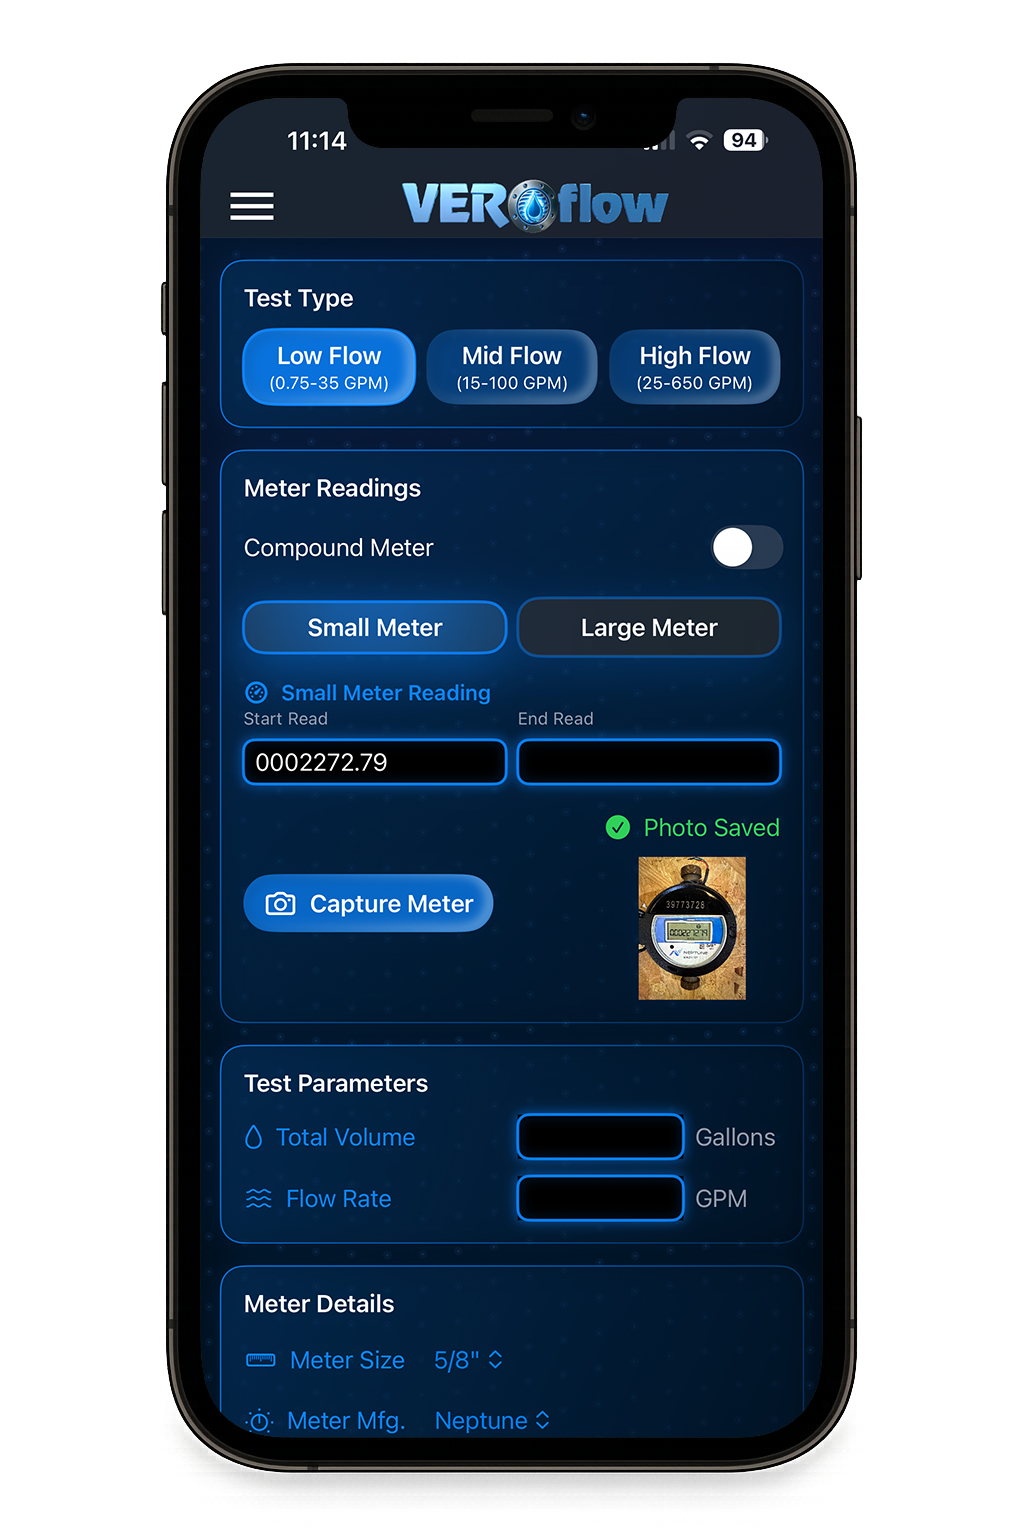 11:14
94
VEROflow
Test Type
Low Flow
(0.75-35 GPM)
Mid Flow
(15-100 GPM)
High Flow
(25-650 GPM)
Meter Readings
Compound Meter
Small Meter
Large Meter
Small Meter Reading
Start Read
End Read
0002272.79
Photo Saved
Capture Meter
39773728
000227279
NEPTUNE
Test Parameters
Total Volume
Gallons
Flow Rate
GPM
Meter Details
Meter Size
5/8"
Meter Mfg.
Neptune